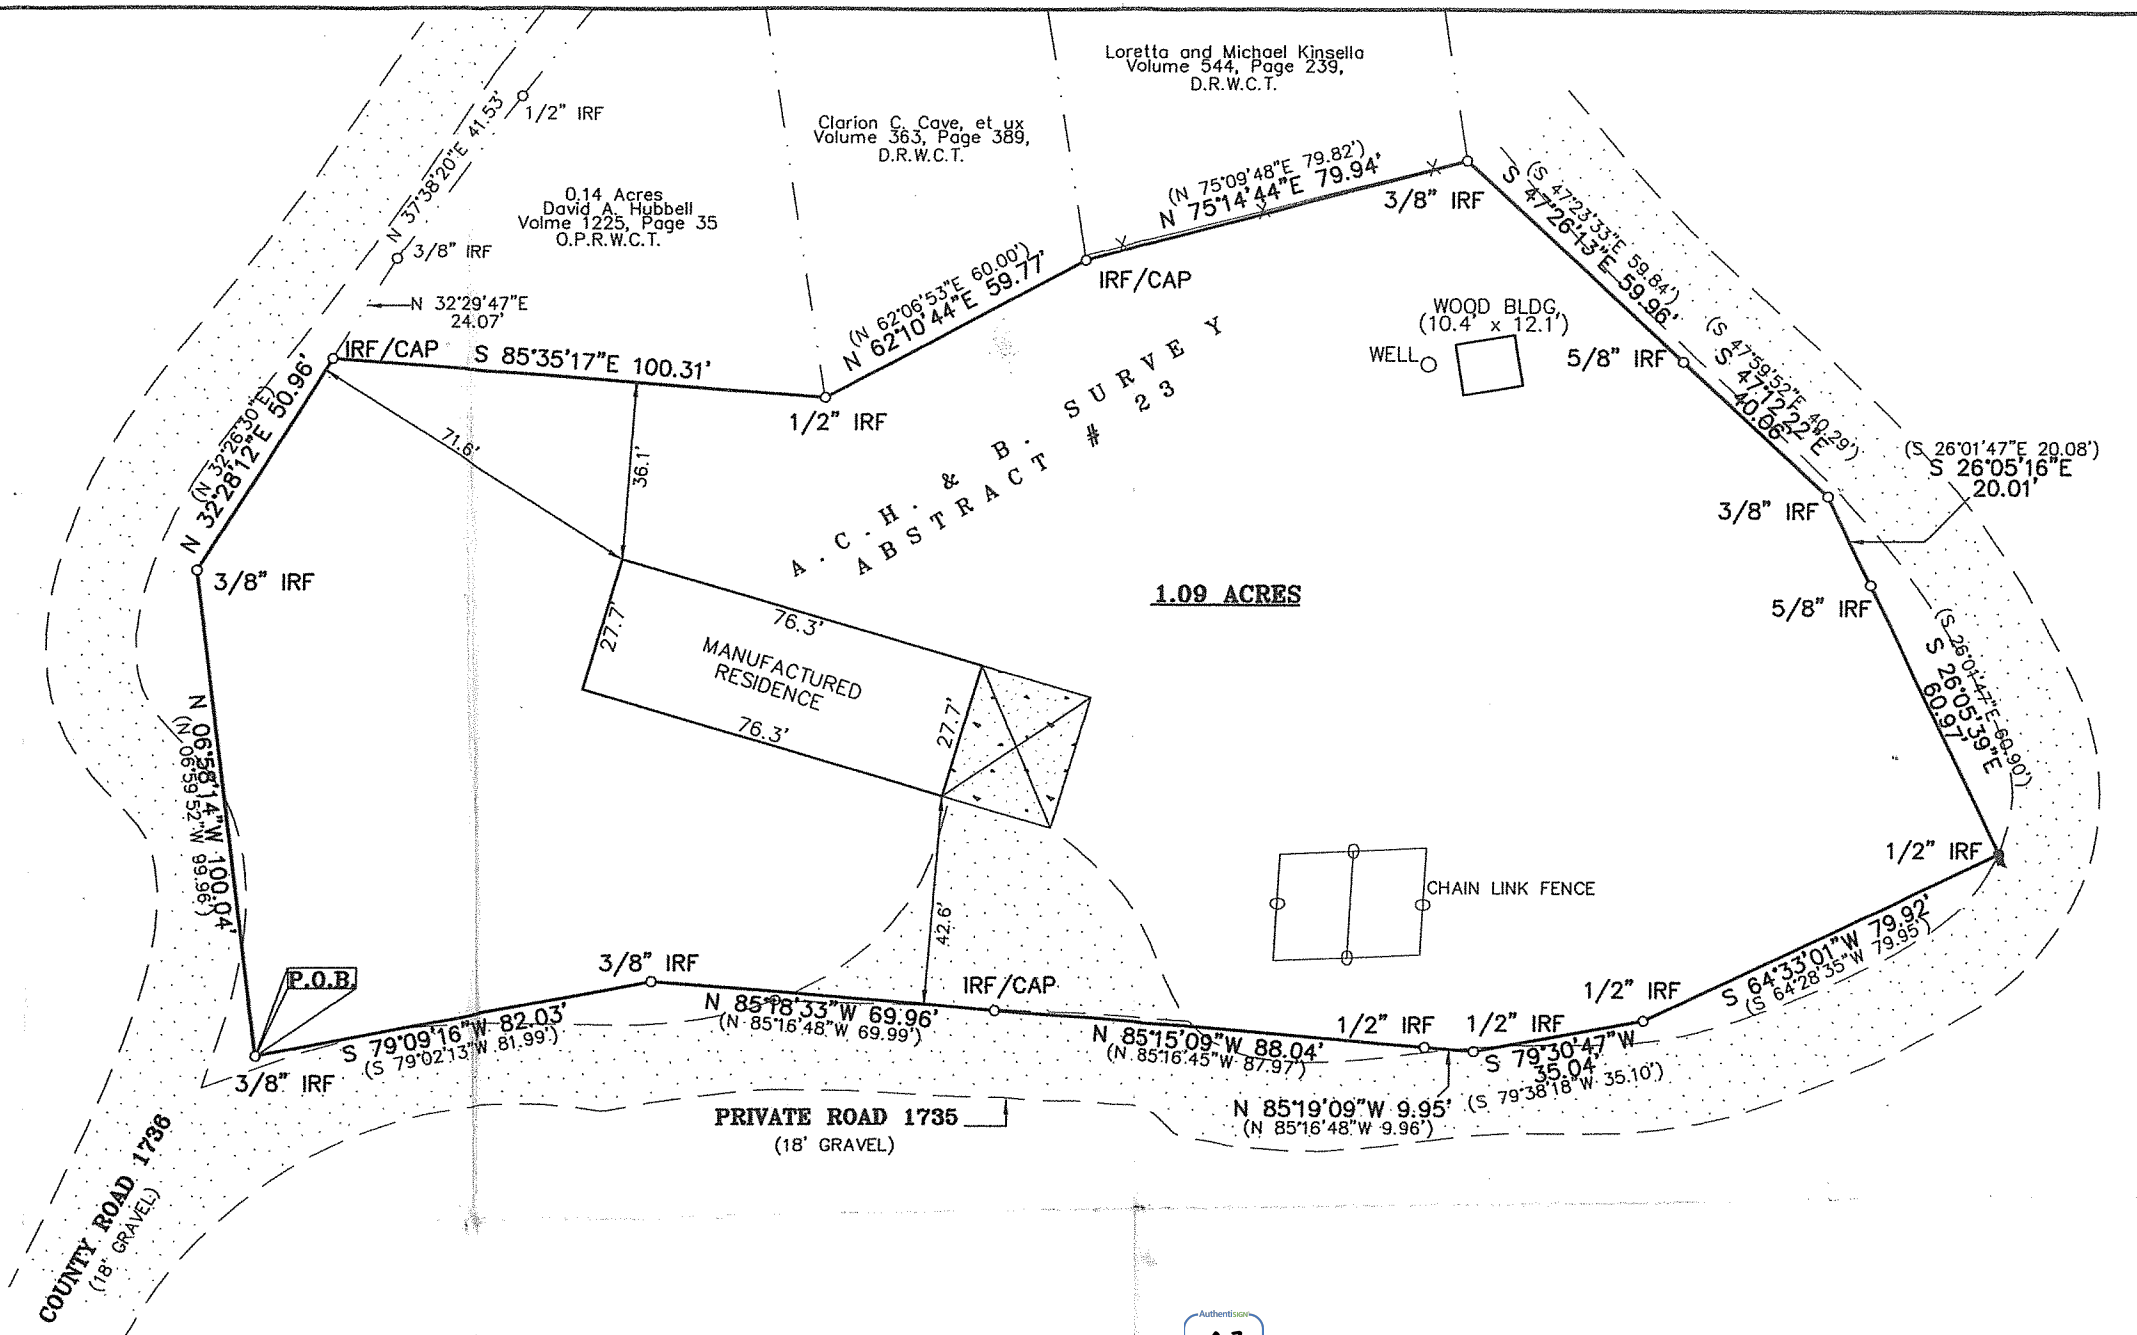 Loretta and Michael Kinsella
Volume 544, Page 239,
D.R.W.C.T.
Clarion C. Cave, et ux
Volume 363, Page 389,
D.R.W.C.T.
0.14 Acres
David A. Hubbell
Volme 1225, Page 35
O.P.R.W.C.T.
N 37°38'20"E 41.53'
1/2" IRF
3/8" IRF
N 32°29'47"E
24.07'
IRF/CAP
S 85°35'17"E 100.31'
1/2" IRF
(N 62°06'53"E 60.00')
N 62°10'44"E 59.77'
IRF/CAP
(N 75°09'48"E 79.82')
N 75°14'44"E 79.94'
3/8" IRF
(S 47°23'33"E 59.84')
S 47°26'13"E 59.96'
WOOD BLDG.
(10.4' x 12.1')
WELL
5/8" IRF
(S 47°59'52"E 40.29')
S 47°12'22"E
40.06'
(S 26°01'47"E 20.08')
S 26°05'16"E
20.01'
3/8" IRF
5/8" IRF
(S 26°01'47"E 60.90')
S 26°05'39"E
60.97'
(N 32°26'30"E)
N 32°28'12"E 50.96'
3/8" IRF
71.6'
36.1'
A.C.H. & B. SURVEY
ABSTRACT # 23
1.09 ACRES
76.3'
27.7'
MANUFACTURED
RESIDENCE
27.7'
76.3'
N 06°58'14"W 100.04'
(N 06°59'52"W 99.96')
42.6'
CHAIN LINK FENCE
1/2" IRF
S 64°33'01"W 79.92'
(S 64°28'35"W 79.95')
P.O.B.
3/8" IRF
3/8" IRF
S 79°09'16"W 82.03'
(S 79°02'13"W 81.99')
N 85°18'33"W 69.96'
(N 85°16'48"W 69.99')
IRF/CAP
N 85°15'09"W 88.04'
(N 85°16'45"W 87.97')
1/2" IRF
1/2" IRF
1/2" IRF
S 79°30'47"W
35.04'
(S 79°38'18"W 35.10')
N 85°19'09"W 9.95'
(N 85°16'48"W 9.96')
PRIVATE ROAD 1735
(18' GRAVEL)
COUNTY ROAD 1736
(18' GRAVEL)
AuthentiSIGN